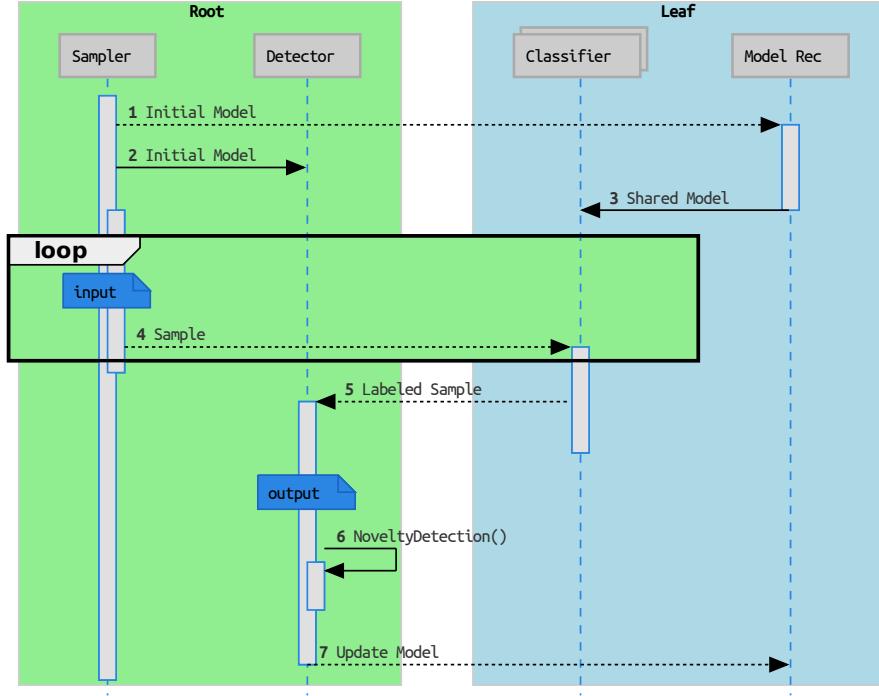 Root
Leaf
Sampler
Detector
Classifier
Model Rec
1 Initial Model
2 Initial Model
3 Shared Model
loop
input
4 Sample
5 Labeled Sample
output
6 NoveltyDetection()
7 Update Model